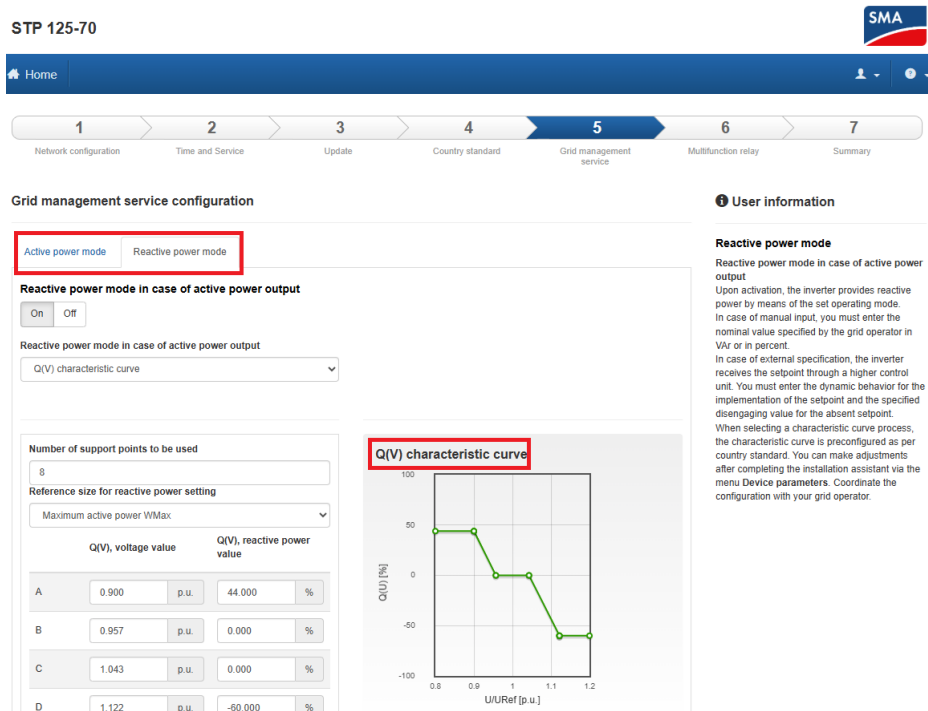 STP 125-70
SMA
Home
1
2
3
4
5
6
7
Network configuration
Time and Service
Update
Country standard
Grid management
service
Multifunction relay
Summary
Grid management service configuration
Active power mode
Reactive power mode
Reactive power mode in case of active power output
On
Off
Reactive power mode in case of active power output
Q(V) characteristic curve
Number of support points to be used
8
Reference size for reactive power setting
Maximum active power WMax
Q(V), voltage value
Q(V), reactive power
value
A 0.900 p.u. 44.000 %
B 0.957 p.u. 0.000 %
C 1.043 p.u. 0.000 %
D 1.122 p.u. -60.000 %
Q(V) characteristic curve
100
50
0
-50
-100
Q(U) [%]
0.8 0.9 1 1.1 1.2
U/URef [p.u.]
User information
Reactive power mode
Reactive power mode in case of active power
output
Upon activation, the inverter provides reactive
power by means of the set operating mode.
In case of manual input, you must enter the
nominal value specified by the grid operator in
VAr or in percent.
In case of external specification, the inverter
receives the setpoint through a higher control
unit. You must enter the dynamic behavior for the
implementation of the setpoint and the specified
disengaging value for the absent setpoint.
When selecting a characteristic curve process,
the characteristic curve is preconfigured as per
country standard. You can make adjustments
after completing the installation assistant via the
menu Device parameters. Coordinate the
configuration with your grid operator.